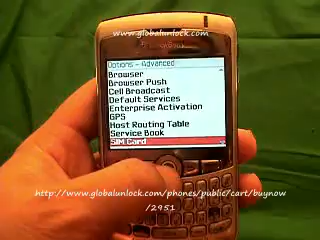 www.globalunlock.com
Options - Advanced
Browser
Browser Push
Cell Broadcast
Default Services
Enterprise Activation
GPS
Host Routing Table
Service Book
SIM Card
http://www.globalunlock.com/phones/public/cart/buynow
/2951